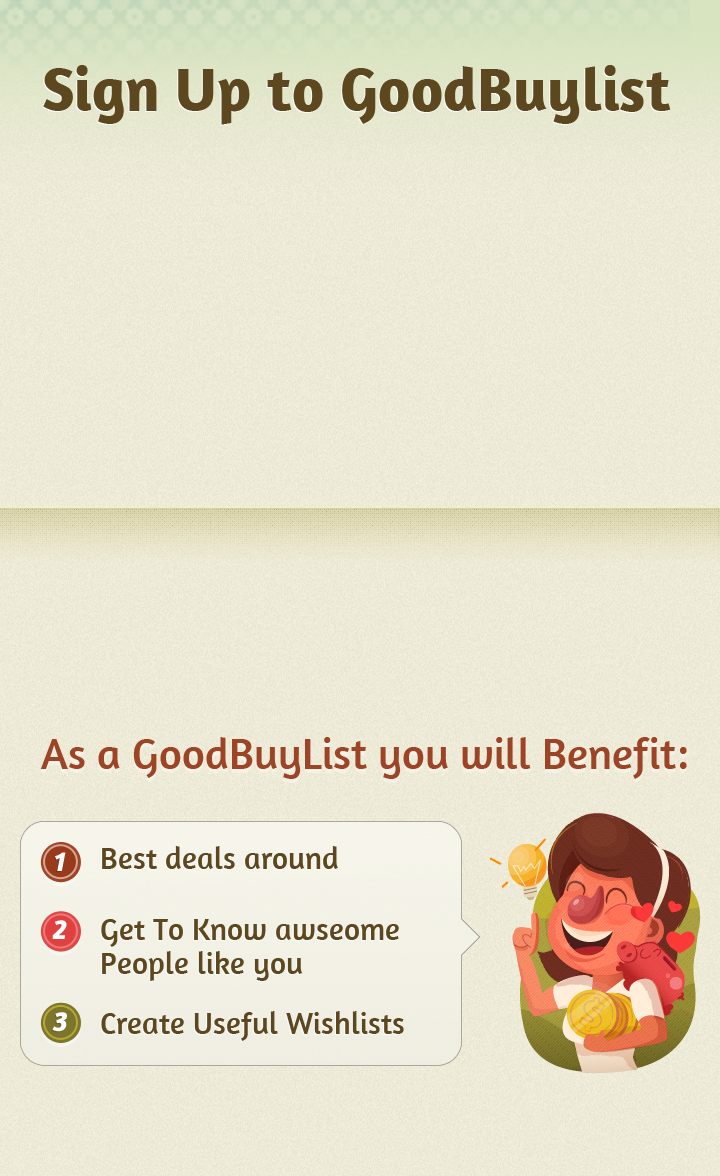 Sign Up to GoodBuylist
As a GoodBuyList you will Benefit:
1 Best deals around
2 Get To Know awseome
People like you
3 Create Useful Wishlists